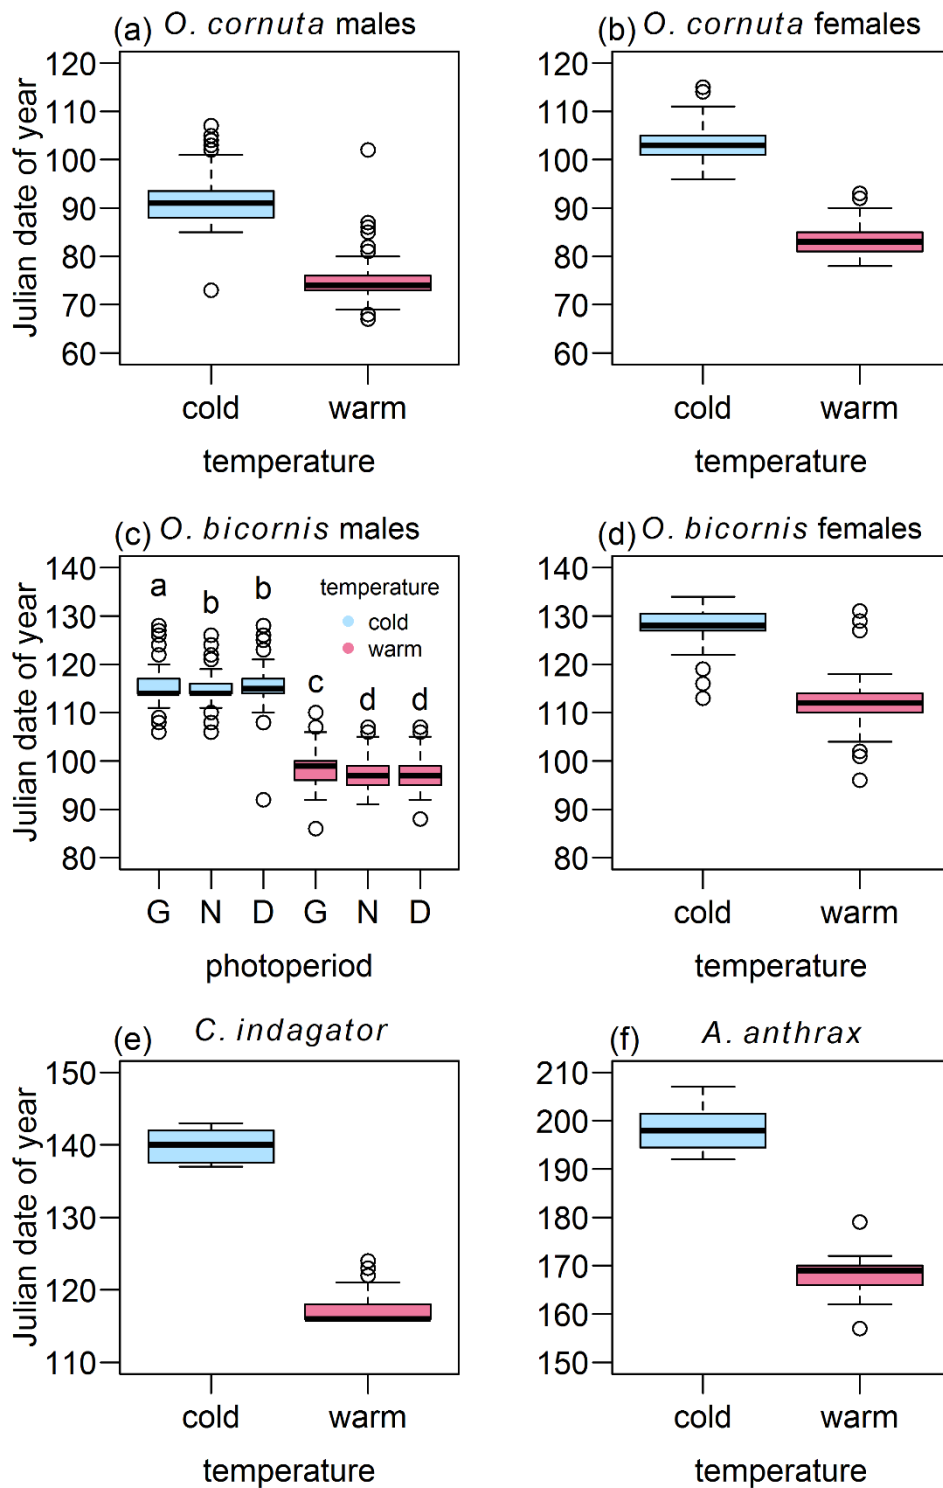 (a) O. cornuta males
Julian date of year
120
110
100
90
80
70
60
cold warm
temperature
(b) O. cornuta females
120
110
100
90
80
70
60
cold warm
temperature
(c) O. bicornis males
Julian date of year
140
130
120
110
100
90
80
a b b c d d
temperature
cold
warm
G N D G N D
photoperiod
(d) O. bicornis females
140
130
120
110
100
90
80
cold warm
temperature
(e) C. indagator
Julian date of year
150
140
130
120
110
cold warm
temperature
(f) A. anthrax
210
200
190
180
170
160
150
cold warm
temperature